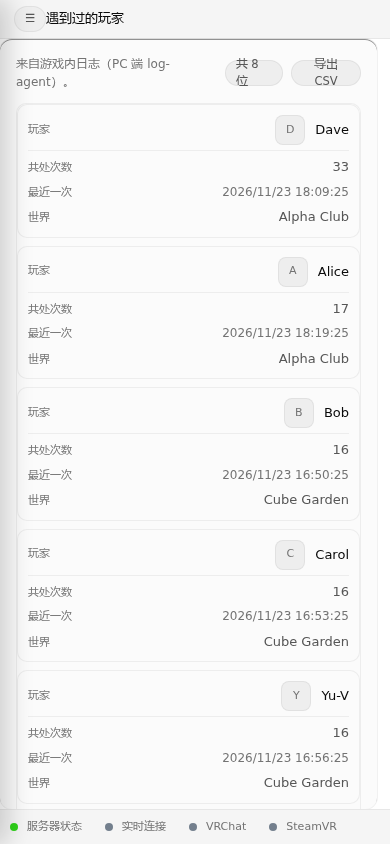 ☰ 遇到过的玩家
来自游戏内日志（PC 端 log-
agent）。
共 8
位
导出
CSV
玩家 D Dave
共处次数 33
最近一次 2026/11/23 18:09:25
世界 Alpha Club
玩家 A Alice
共处次数 17
最近一次 2026/11/23 18:19:25
世界 Alpha Club
玩家 B Bob
共处次数 16
最近一次 2026/11/23 16:50:25
世界 Cube Garden
玩家 C Carol
共处次数 16
最近一次 2026/11/23 16:53:25
世界 Cube Garden
玩家 Y Yu-V
共处次数 16
最近一次 2026/11/23 16:56:25
世界 Cube Garden
服务器状态 实时连接 VRChat SteamVR